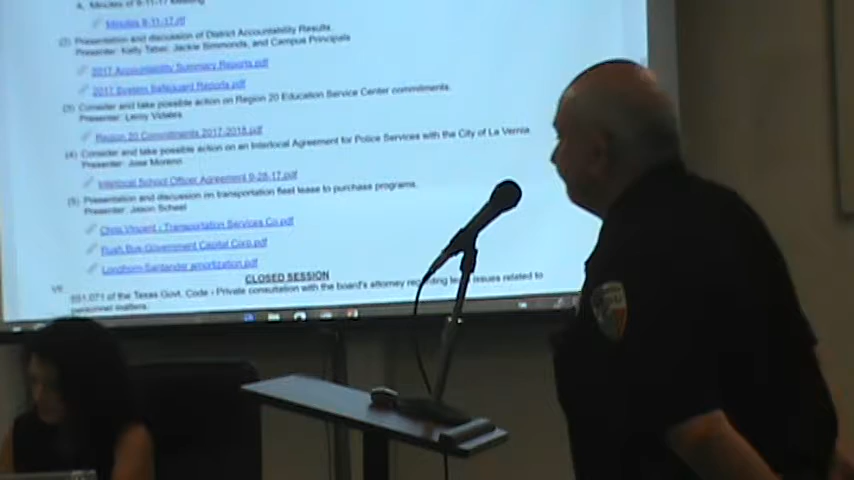 A. Minutes of 9-11-17 Meeting
Minutes 9-11-17.rtf
(2) Presentation and discussion of District Accountability Results.
Presenter: Kelly Taber, Jackie Simmonds, and Campus Principals
2017 Accountability Summary Reports.pdf
2017 System Safeguard Reports.pdf
(3) Consider and take possible action on Region 20 Education Service Center commitments.
Presenter: Leroy Vidales
Region 20 Commitments 2017-2018.pdf
(4) Consider and take possible action on an Interlocal Agreement for Police Services with the City of La Vernia.
Presenter: Jose Moreno
Interlocal School Officer Agreement 9-28-17.pdf
(5) Presentation and discussion on transportation fleet lease to purchase programs.
Presenter: Jason Scheel
Chris Vincent - Transportation Services Co.pdf
Rush Bus-Government Capital Corp.pdf
Longhorn-Santander amortization.pdf
CLOSED SESSION
551.071 of the Texas Govt. Code - Private consultation with the board's attorney regarding issues related to
personnel matters.